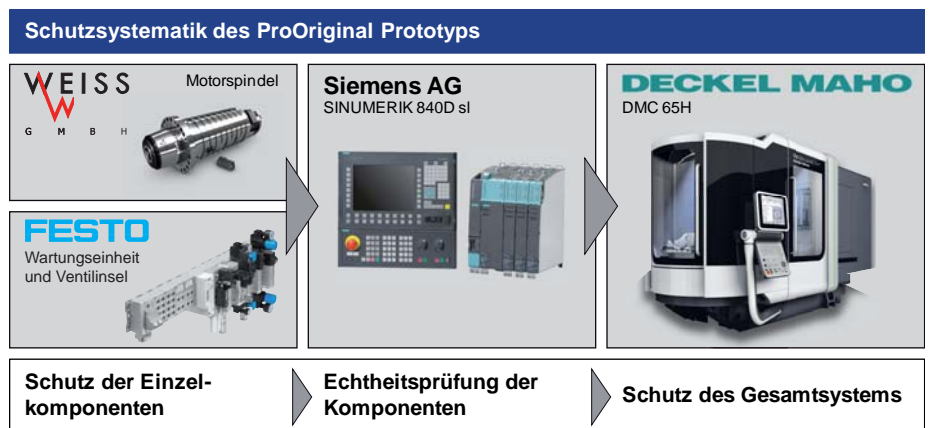 Schutzsystematik des ProOriginal Prototyps
WEISS
GMBH
Motorspindel
FESTO
Wartungseinheit
und Ventilinsel
Siemens AG
SINUMERIK 840D sl
DECKEL MAHO
DMC 65H
Schutz der Einzel-
komponenten
Echtheitsprüfung der
Komponenten
Schutz des Gesamtsystems